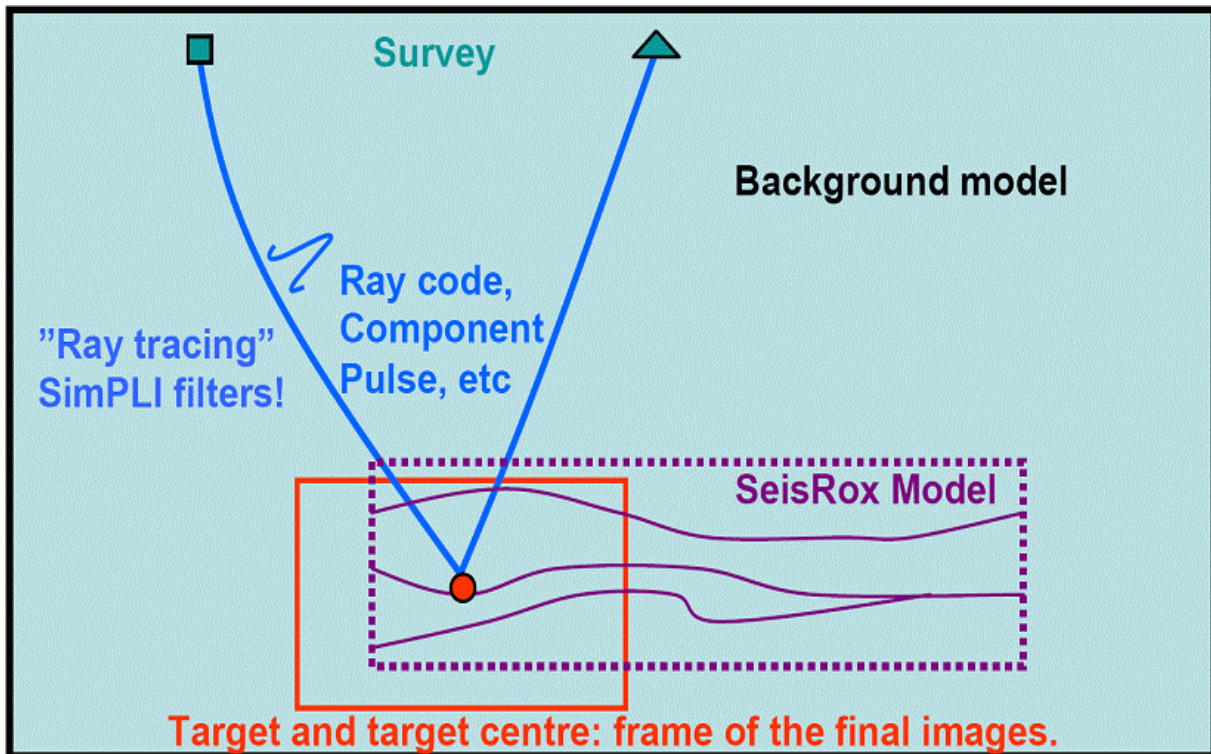 Survey
Background model
Ray code,
Component
Pulse, etc
”Ray tracing”
SimPLI filters!
SeisRox Model
Target and target centre: frame of the final images.